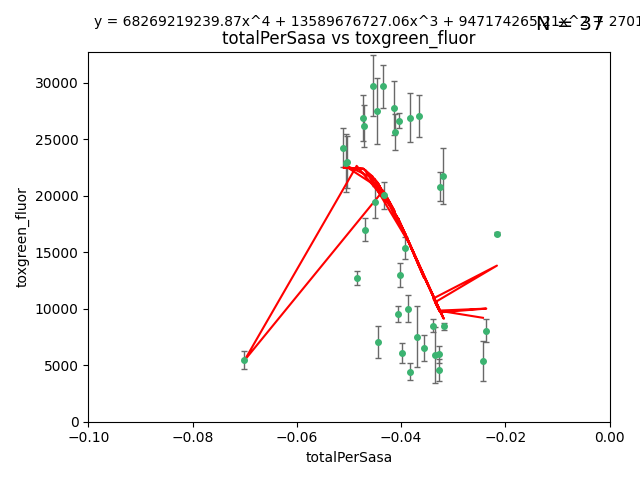 y = 68269219239.87x^4 + 13589676727.06x^3 + 947174265
N = 37
totalPerSasa vs toxgreen_fluor
30000
25000
20000
15000
10000
5000
0
toxgreen_fluor
−0.10
−0.08
−0.06
−0.04
−0.02
0.00
totalPerSasa